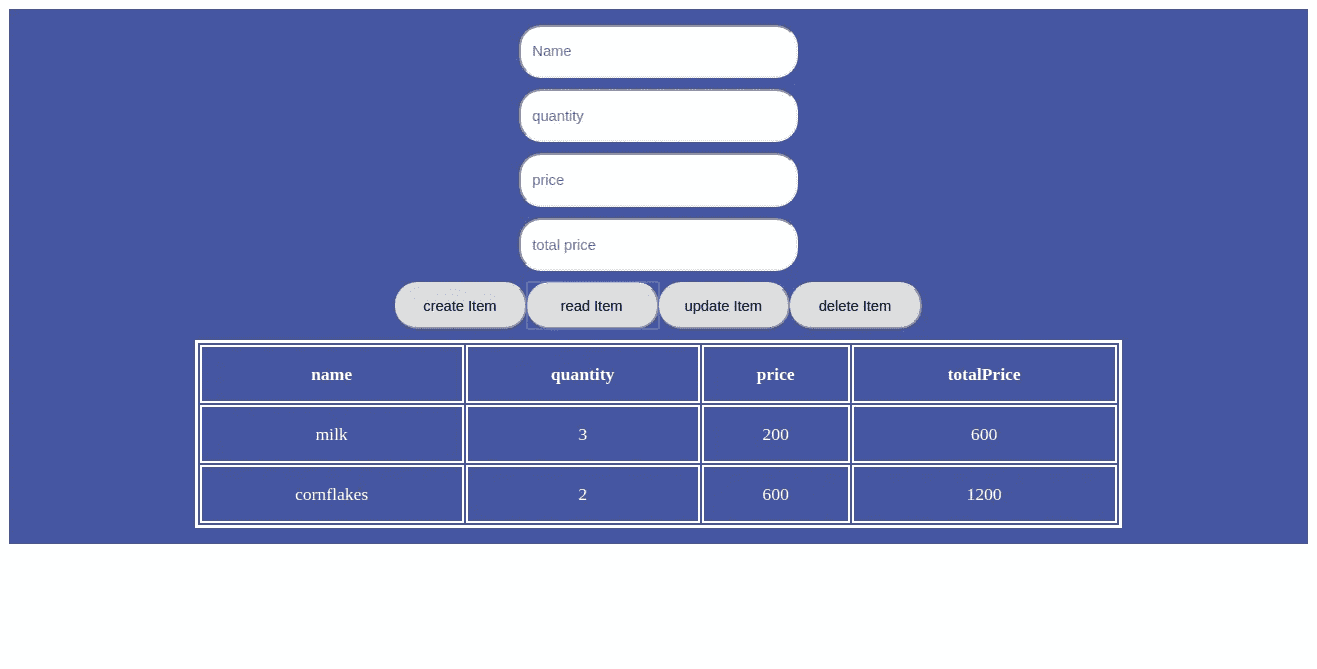 Name
quantity
price
total price
create Item read Item update Item delete Item
name quantity price totalPrice
milk 3 200 600
cornflakes 2 600 1200